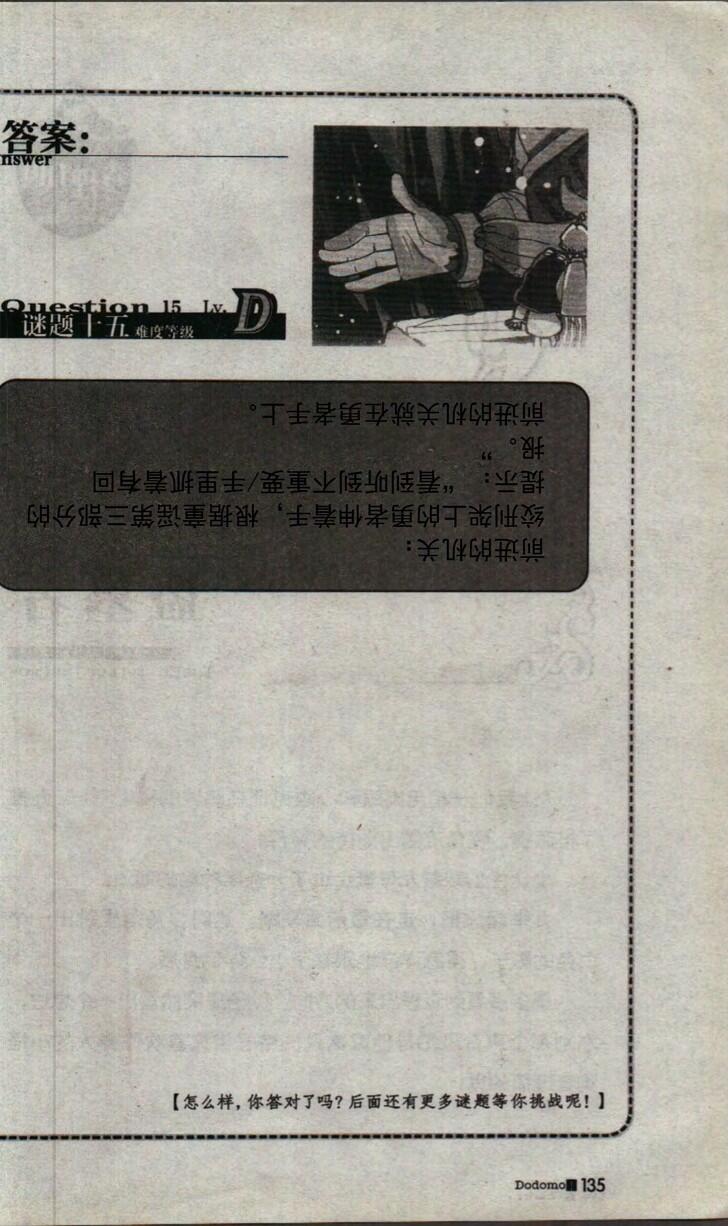 答案：
nswer
Question 15 Lv. D
谜题十五 难度等级
前进的机关：
绞刑架上的勇者伸着手，根据童谣第三部分的
提示：“看到听到不重要/手里抓着有回
报。”
前进的机关就在勇者手上。
【怎么样，你答对了吗？后面还有更多谜题等你挑战呢！】
Dodomo 135